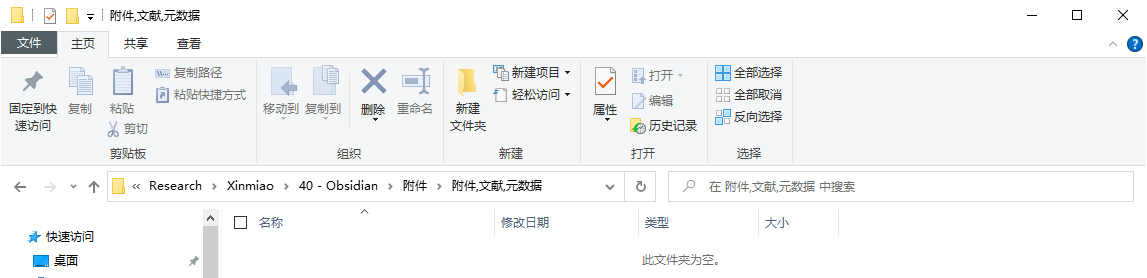 附件,文献,元数据
文件 主页 共享 查看
固定到快速访问 复制 粘贴 复制路径 粘贴快捷方式 剪切
移动到 复制到 删除 重命名
新建文件夹 新建项目 轻松访问
属性 打开 编辑 历史记录
全部选择 全部取消 反向选择
剪贴板 组织 新建 打开 选择
« Research › Xinmiao › 40 - Obsidian › 附件 › 附件,文献,元数据
在 附件,文献,元数据 中搜索
名称 修改日期 类型 大小
快速访问
桌面
此文件夹为空。